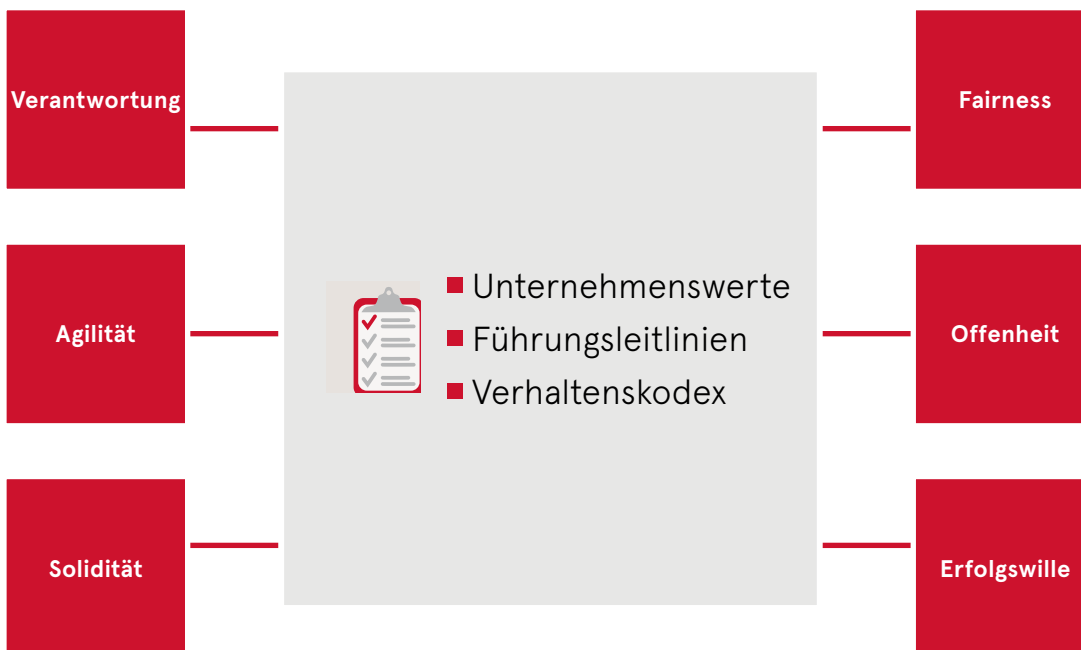 Verantwortung
Fairness
Unternehmenswerte
Führungsleitlinien
Verhaltenskodex
Agilität
Offenheit
Solidität
Erfolgswille